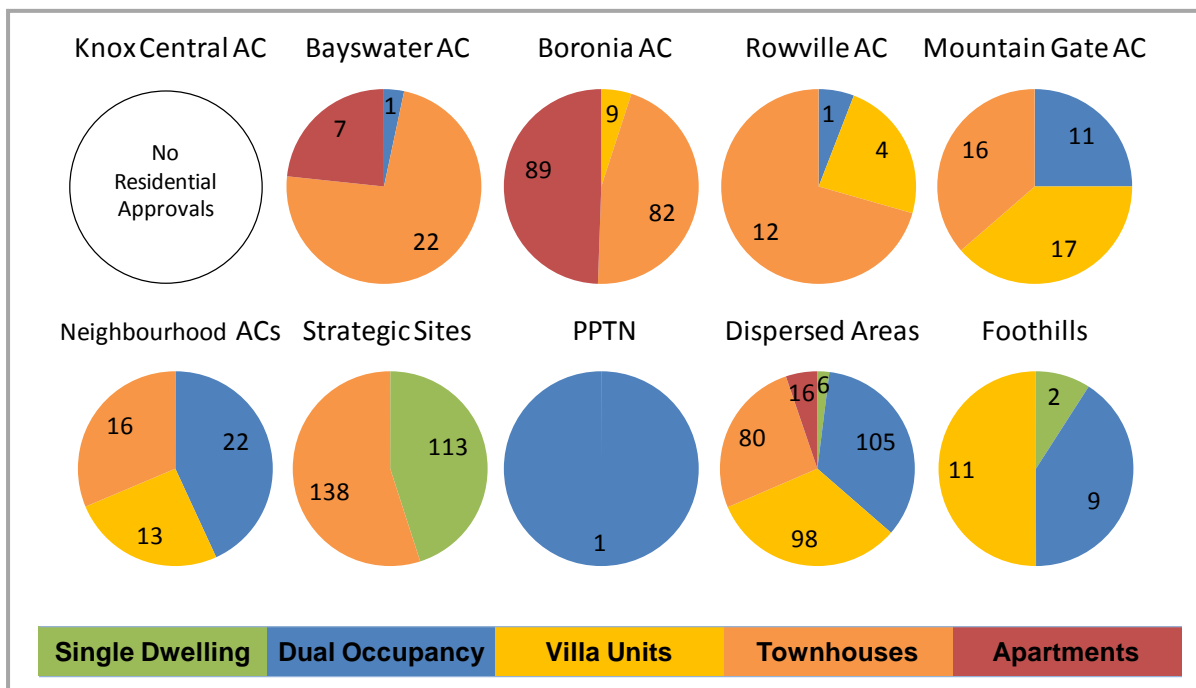 Knox Central AC
Bayswater AC
Boronia AC
Rowville AC
Mountain Gate AC
No
Residential
Approvals
1
7
22
9
89
82
1
4
12
11
16
17
Neighbourhood ACs
Strategic Sites
PPTN
Dispersed Areas
Foothills
16
22
13
113
138
1
16
6
80
105
98
2
11
9
Single Dwelling
Dual Occupancy
Villa Units
Townhouses
Apartments